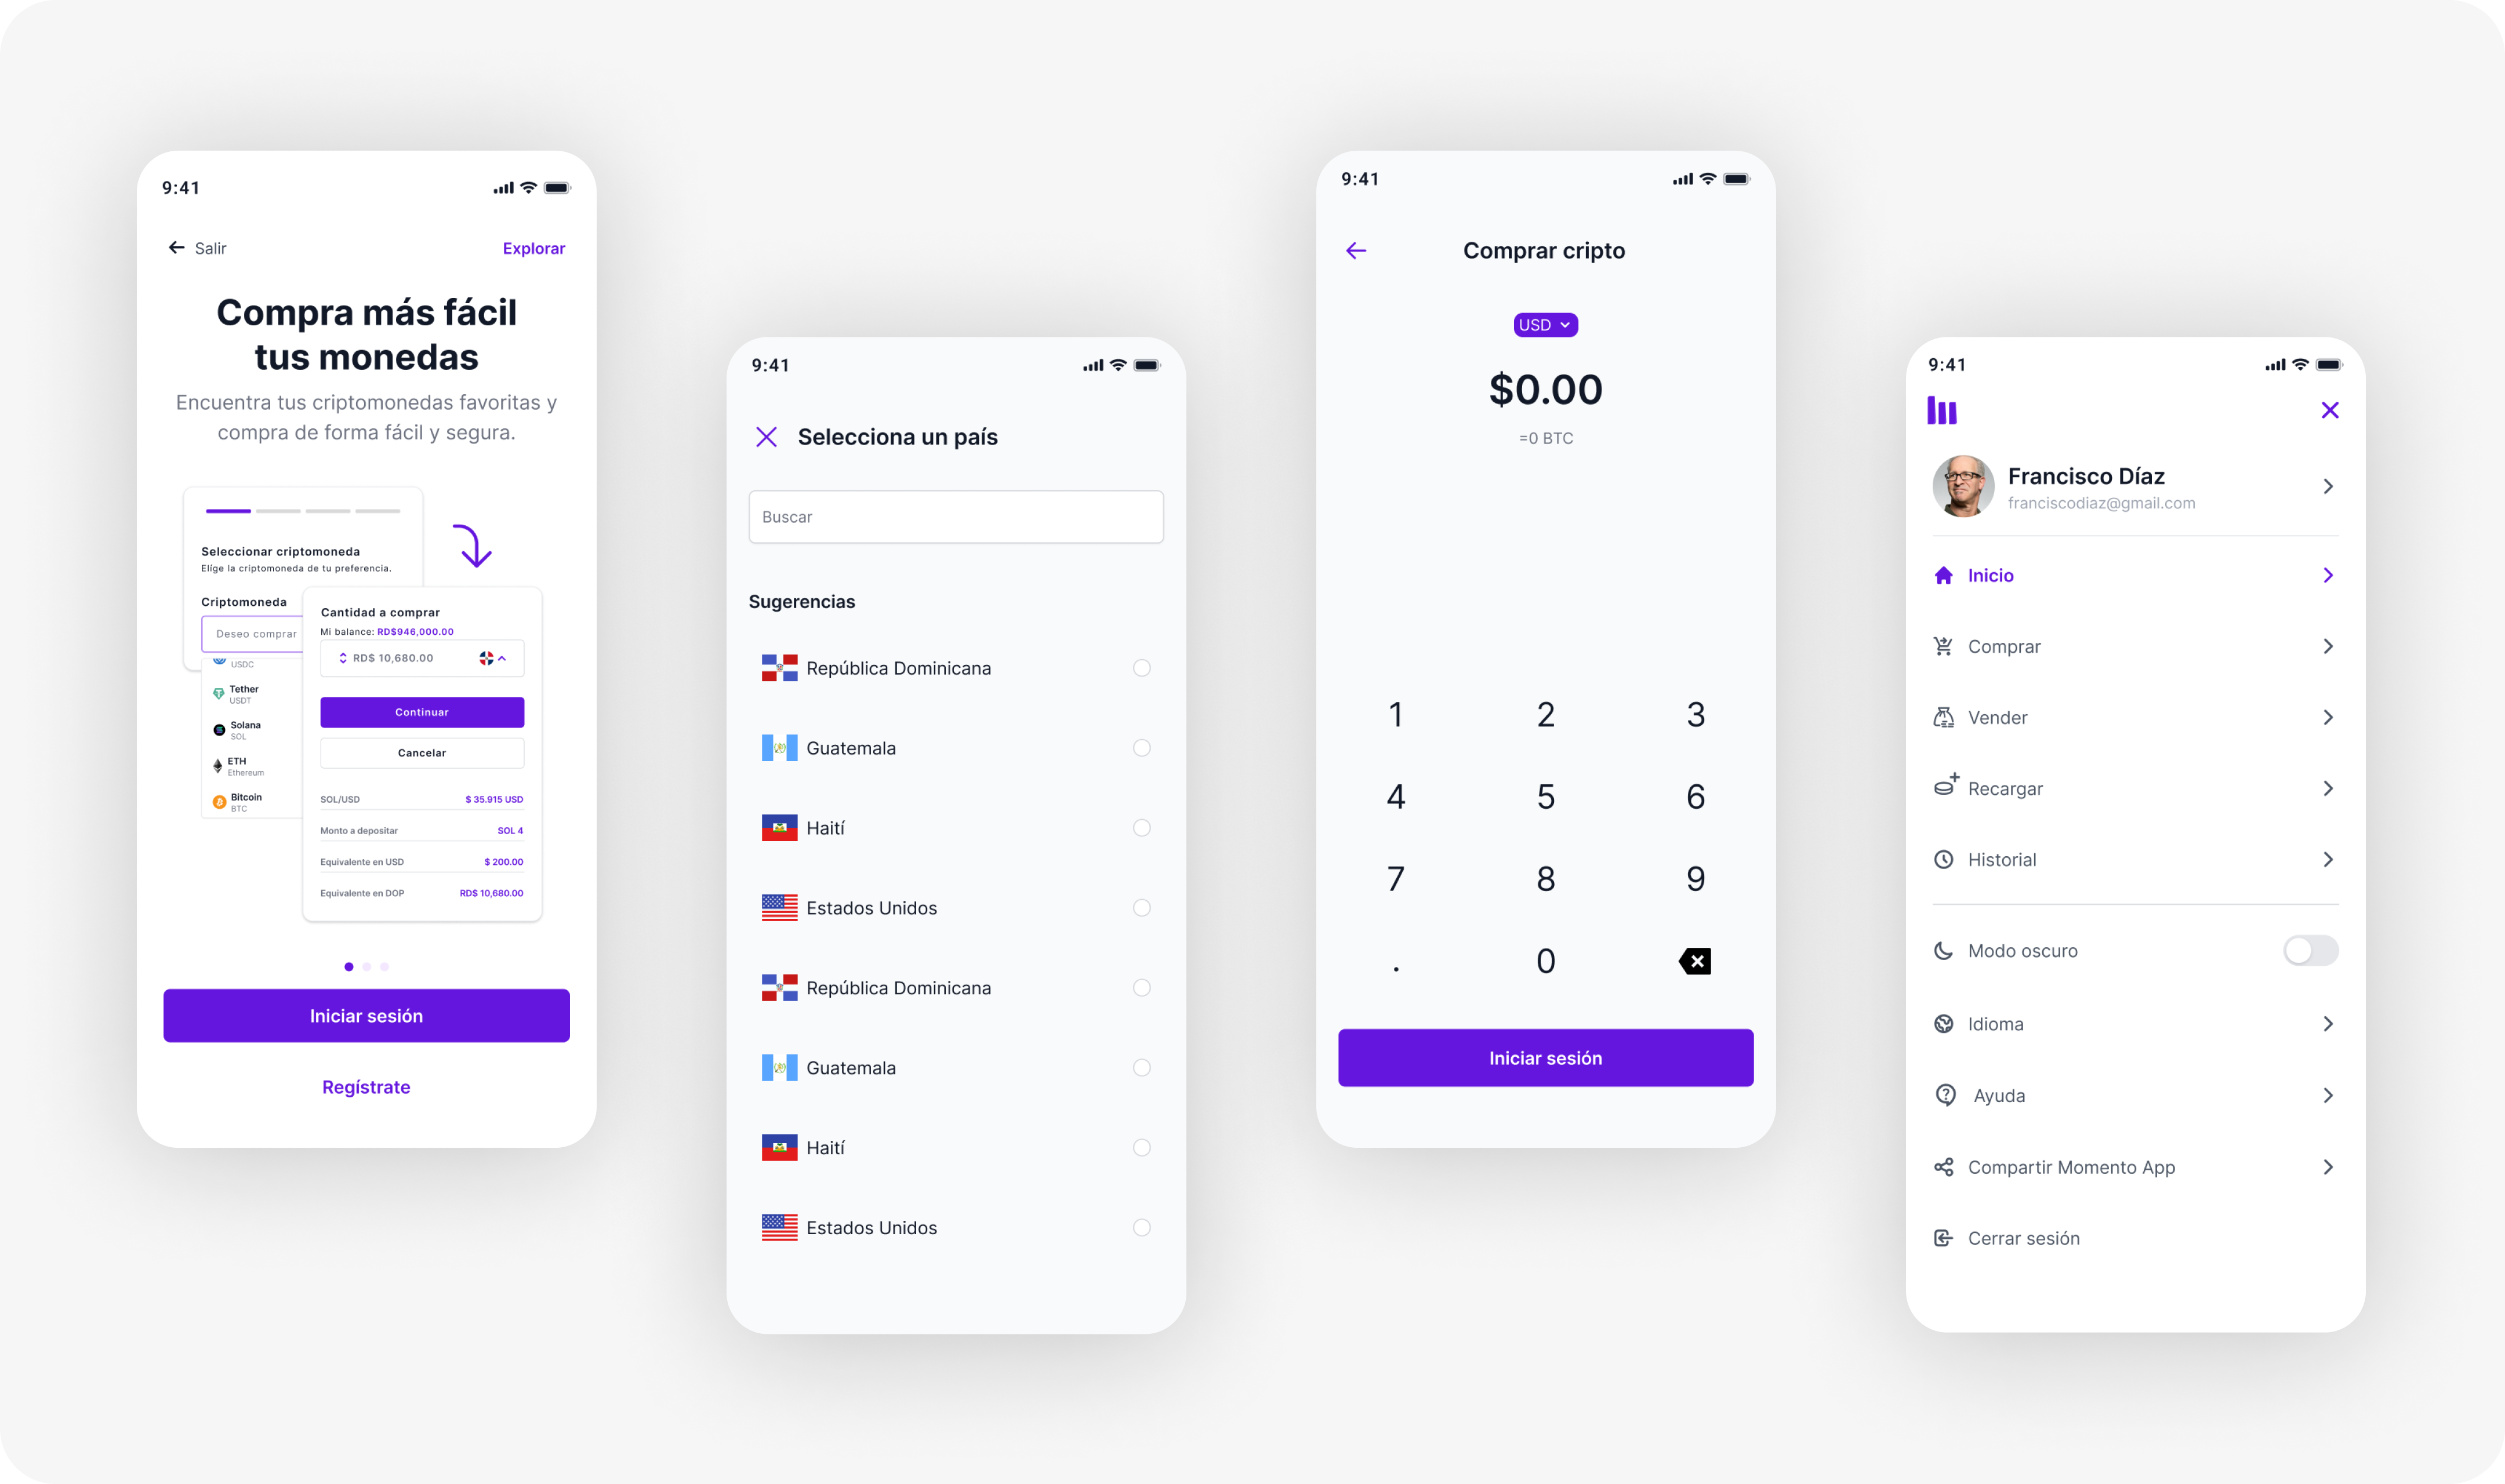 9:41
Salir
Explorar
Compra más fácil
tus monedas
Encuentra tus criptomonedas favoritas y
compra de forma fácil y segura.
Seleccionar criptomoneda
Elíge la criptomoneda de tu preferencia.
Criptomoneda
Deseo comprar
USDC
Tether
USDT
Solana
SOL
ETH
Ethereum
Bitcoin
BTC
Cantidad a comprar
Mi balance: RD$946,000.00
RD$ 10,680.00
Continuar
Cancelar
SOL/USD
$ 35.915 USD
Monto a depositar
SOL 4
Equivalente en USD
$ 200.00
Equivalente en DOP
RD$ 10,680.00
Iniciar sesión
Regístrate
9:41
Selecciona un país
Buscar
Sugerencias
República Dominicana
Guatemala
Haití
Estados Unidos
República Dominicana
Guatemala
Haití
Estados Unidos
9:41
Comprar cripto
USD
$0.00
=0 BTC
1 2 3
4 5 6
7 8 9
. 0
Iniciar sesión
9:41
Francisco Díaz
franciscodiaz@gmail.com
Inicio
Comprar
Vender
Recargar
Historial
Modo oscuro
Idioma
Ayuda
Compartir Momento App
Cerrar sesión